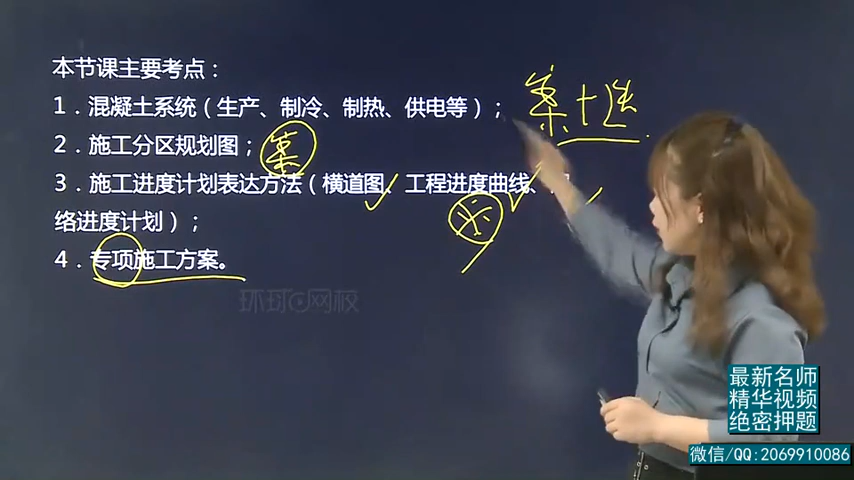 本节课主要考点：
1．混凝土系统（生产、制冷、制热、供电等）；
案+选
2．施工分区规划图；
案
3．施工进度计划表达方法（横道图、工程进度曲线、
络进度计划）；
4．专项施工方案。
环球网校
最新名师
精华视频
绝密押题
微信/QQ:2069910086